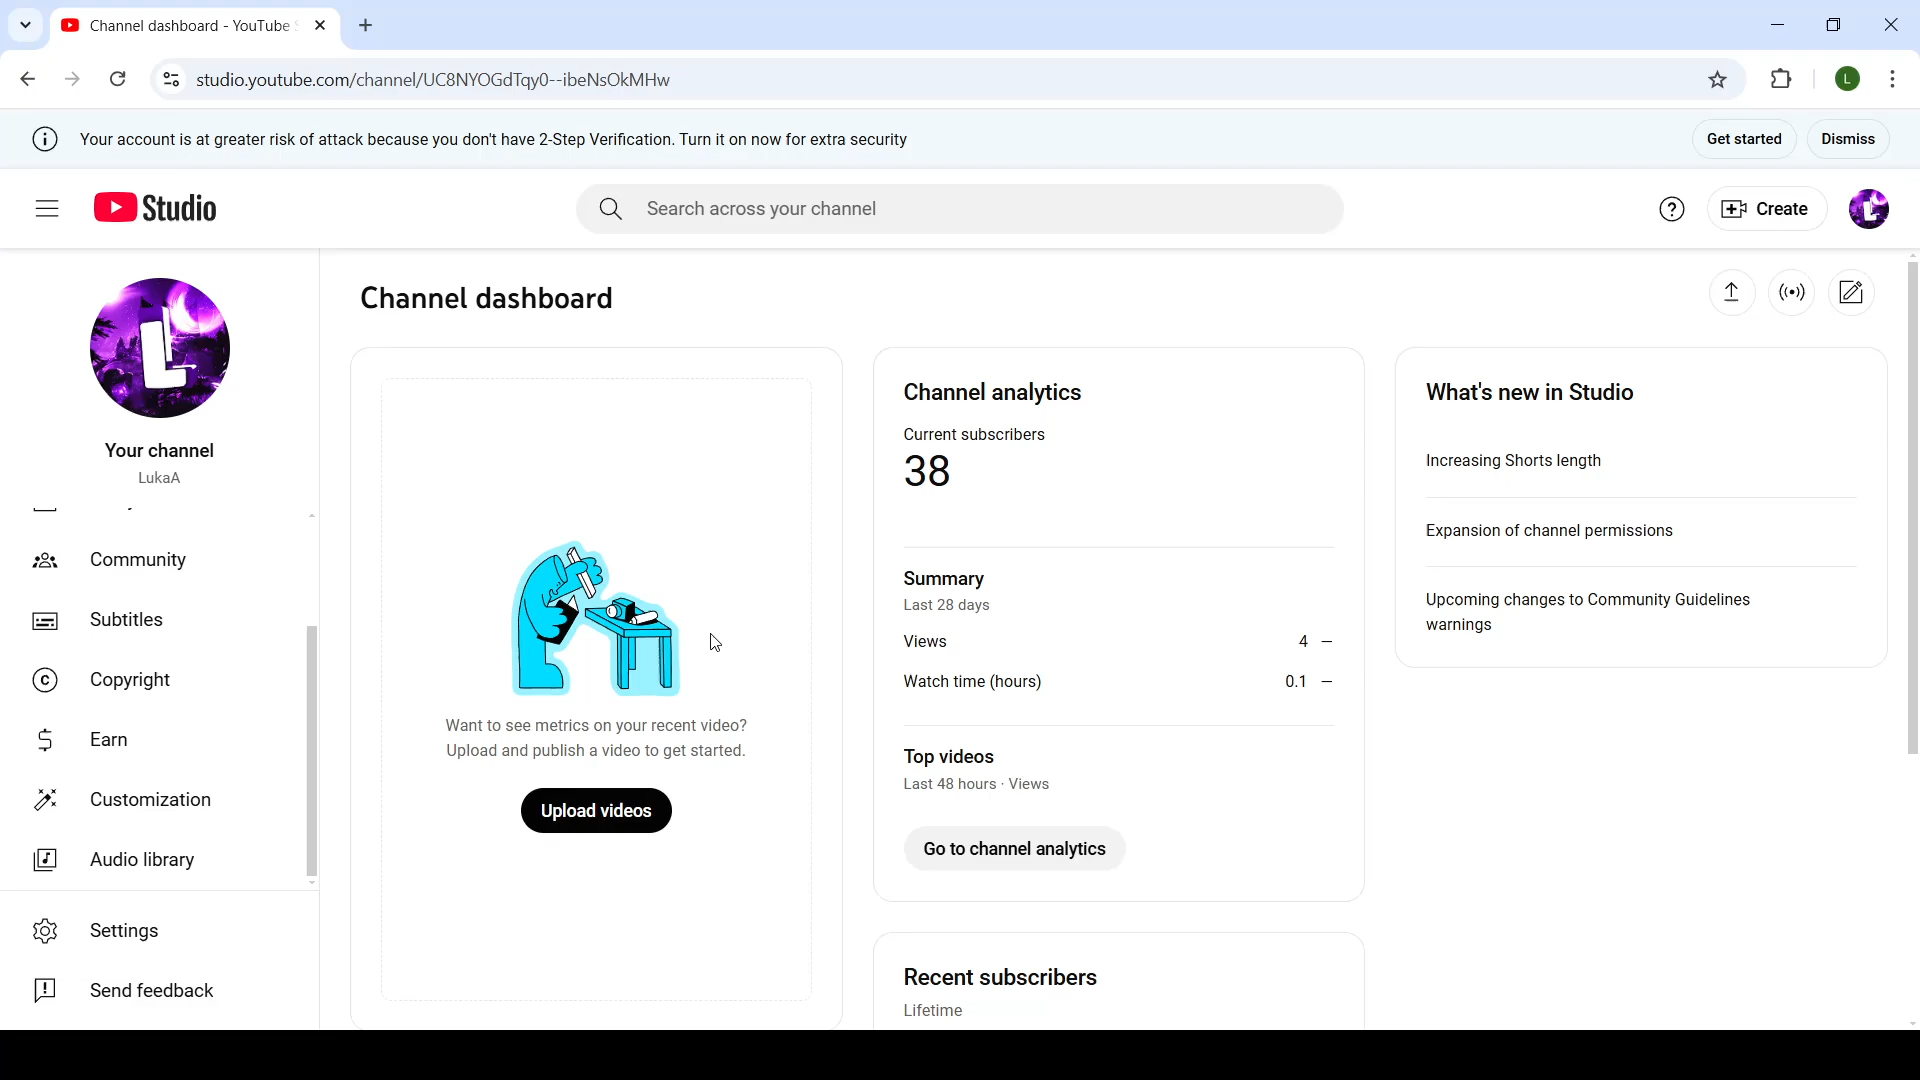 Channel dashboard - YouTube S
studio.youtube.com/channel/UC8NYOGdTqy0--ibeNsOkMHw
L
Your account is at greater risk of attack because you don't have 2-Step Verification. Turn it on now for extra security
Get started
Dismiss
Studio
Search across your channel
Create
Your channel
LukaA
Community
Subtitles
Copyright
Earn
Customization
Audio library
Settings
Send feedback
Channel dashboard
Want to see metrics on your recent video?
Upload and publish a video to get started.
Upload videos
Channel analytics
Current subscribers
38
Summary
Last 28 days
Views 4 —
Watch time (hours) 0.1 —
Top videos
Last 48 hours · Views
Go to channel analytics
Recent subscribers
Lifetime
What's new in Studio
Increasing Shorts length
Expansion of channel permissions
Upcoming changes to Community Guidelines
warnings